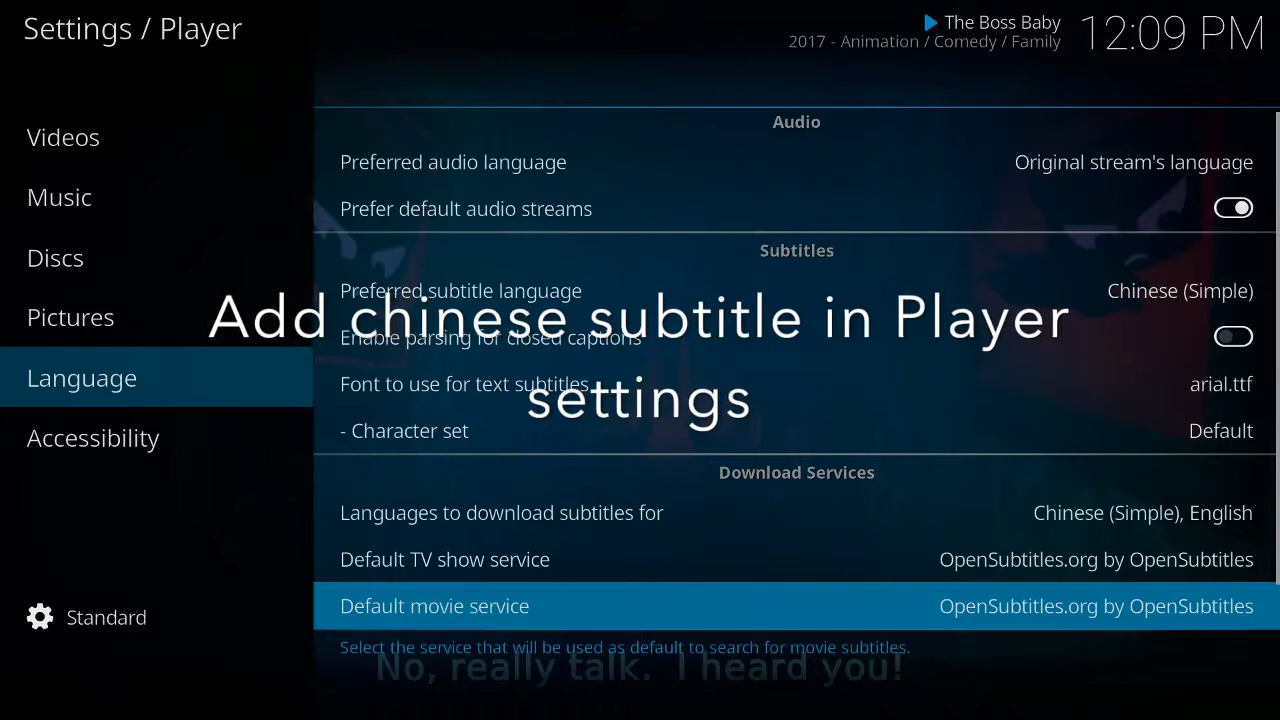 Settings / Player
The Boss Baby
2017 - Animation / Comedy / Family
12:09 PM
Videos
Music
Discs
Pictures
Language
Accessibility
Standard
Audio
Preferred audio language Original stream's language
Prefer default audio streams
Subtitles
Preferred subtitle language Chinese (Simple)
Add chinese subtitle in Player
Enable parsing for closed captions
Font to use for text subtitles arial.ttf
settings
- Character set Default
Download Services
Languages to download subtitles for Chinese (Simple), English
Default TV show service OpenSubtitles.org by OpenSubtitles
Default movie service OpenSubtitles.org by OpenSubtitles
Select the service that will be used as default to search for movie subtitles.
No, really talk. I heard you!